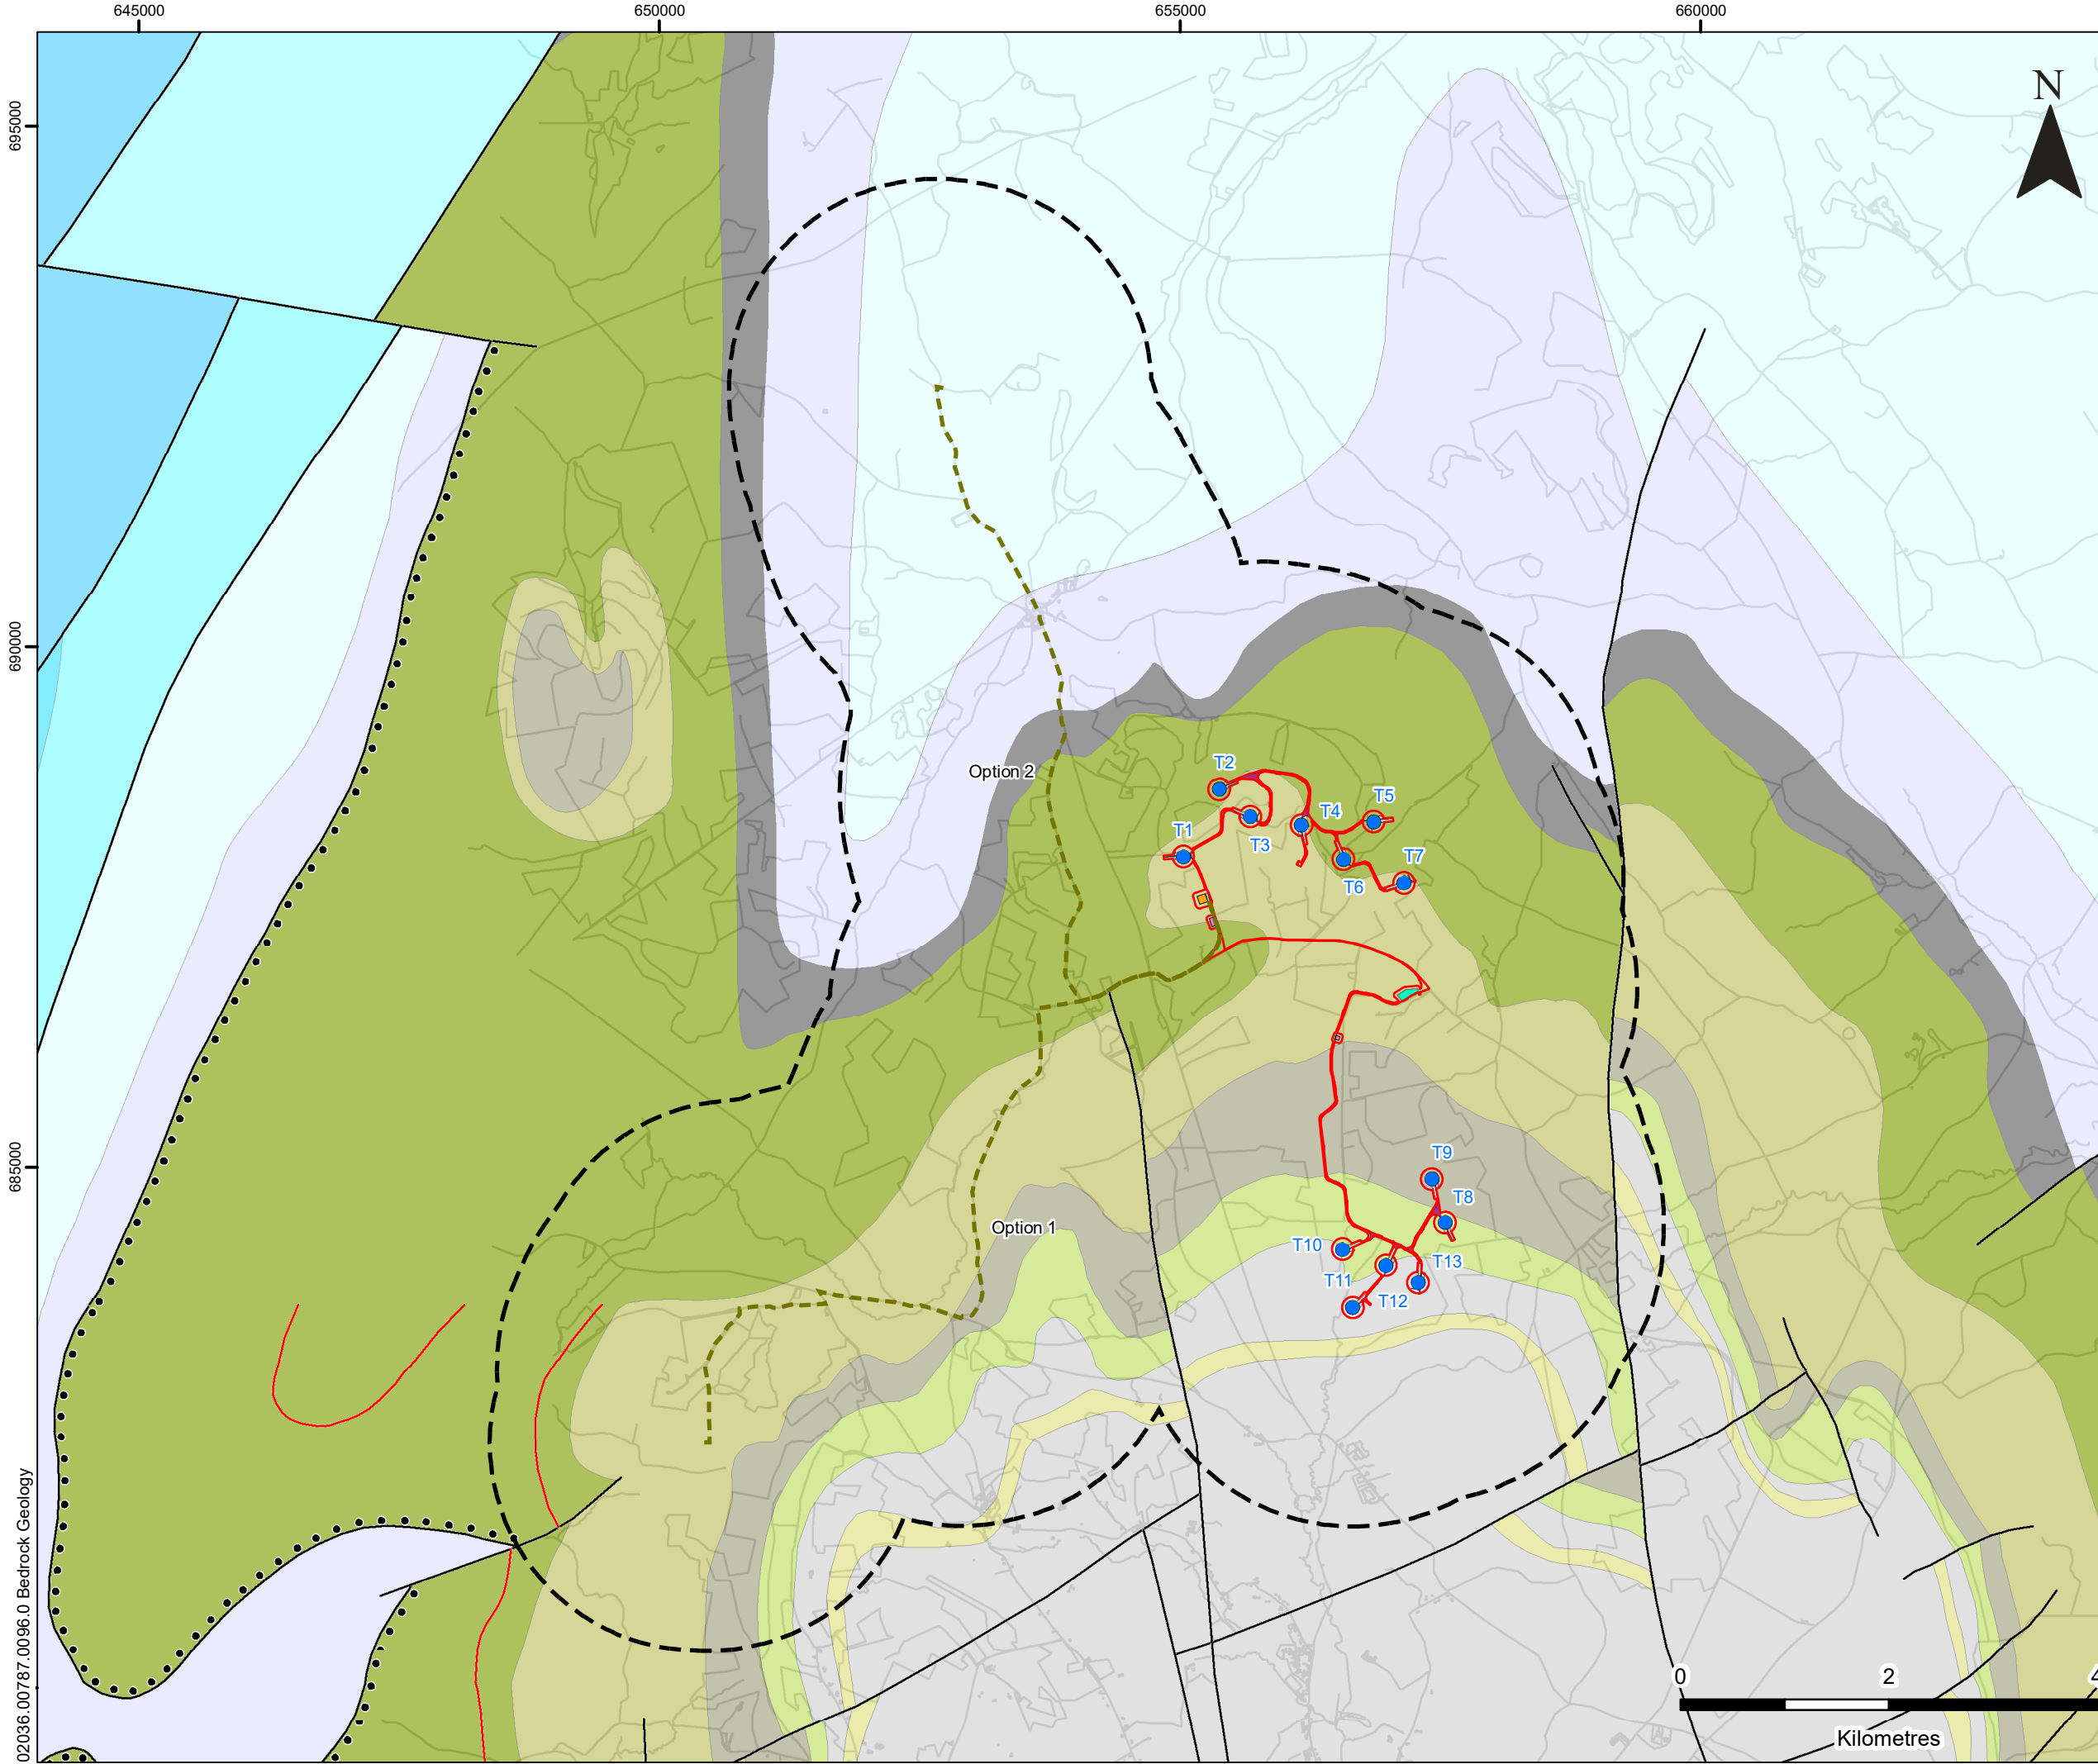 645000
650000
655000
660000
695000
N
690000
Option 2
T2
T5
T4
T1
T3
T7
T6
685000
T9
T8
Option 1
T10
T13
T11
T12
02036.00787.0096.0 Bedrock Geology
0
2
4
Kilometres